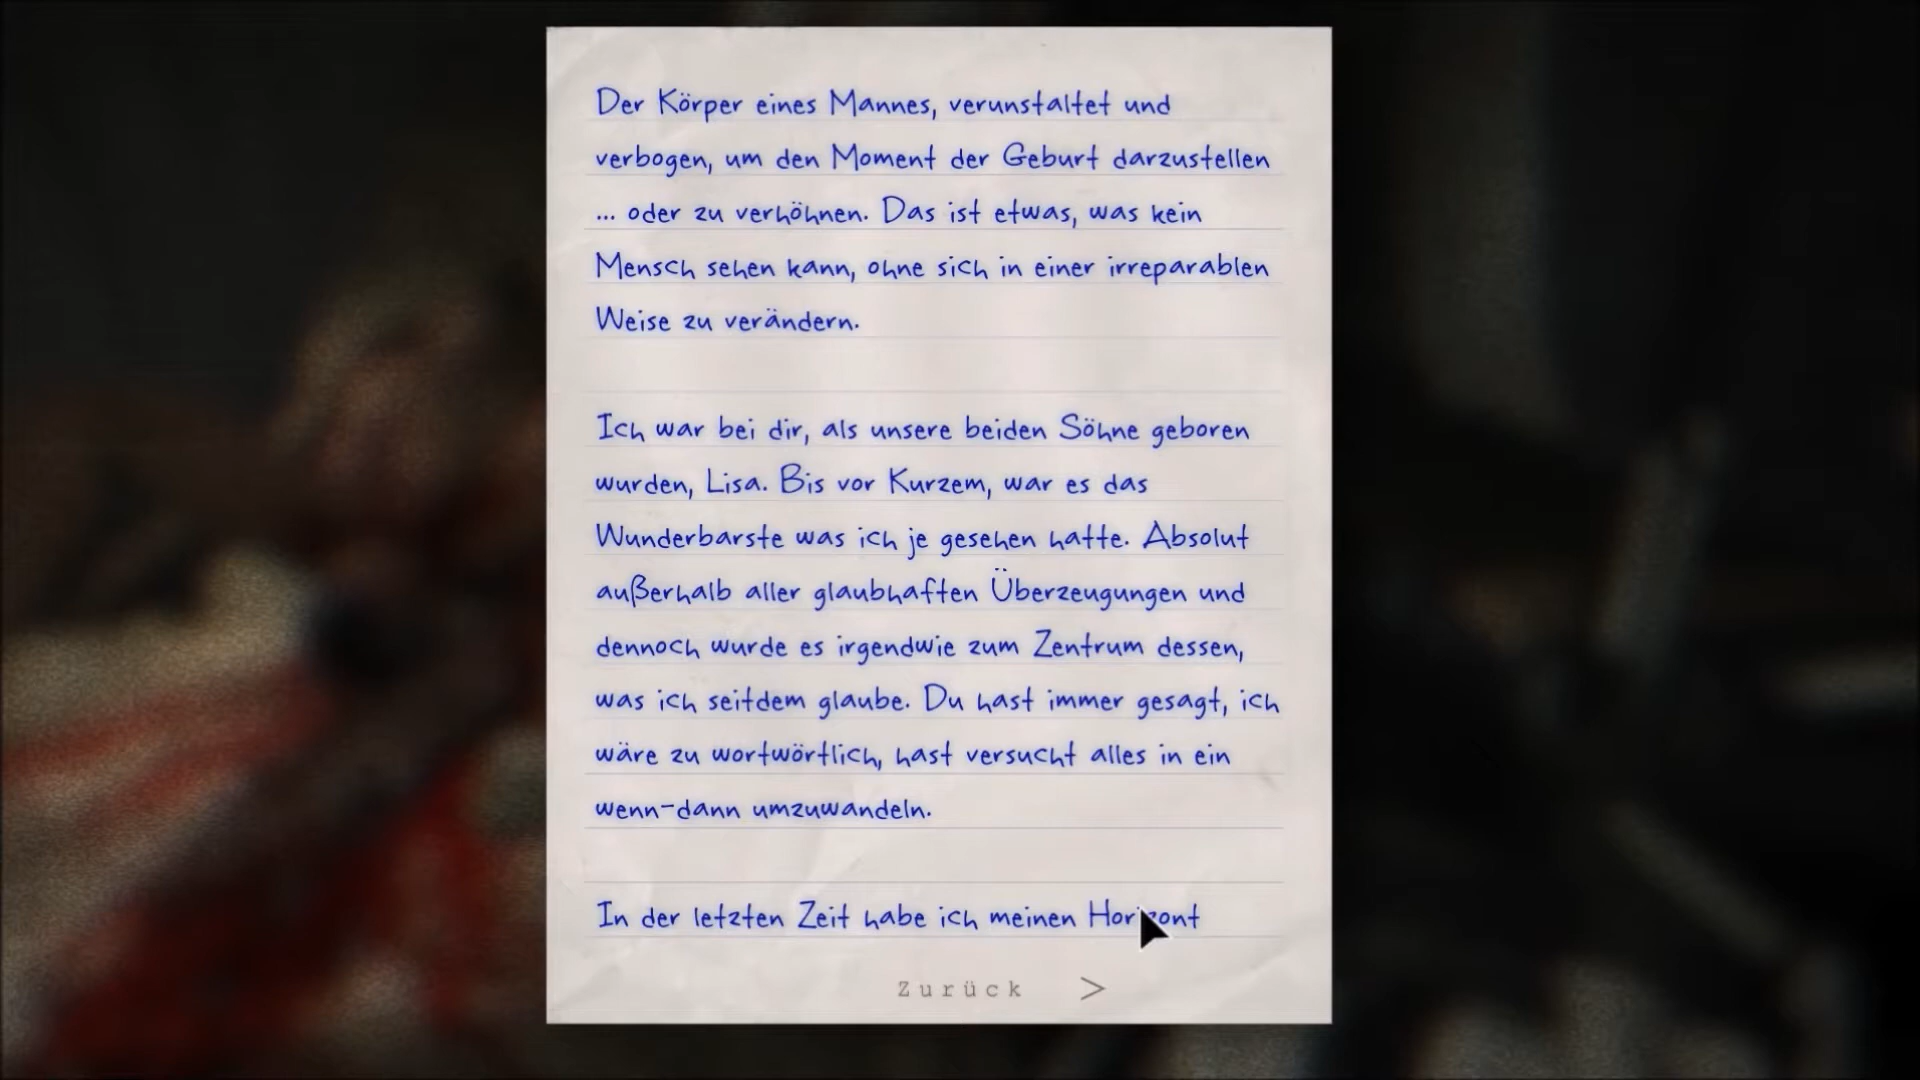 Der Körper eines Mannes, verunstaltet und
verbogen, um den Moment der Geburt darzustellen
... oder zu verhöhnen. Das ist etwas, was kein
Mensch sehen kann, ohne sich in einer irreparablen
Weise zu verändern.
Ich war bei dir, als unsere beiden Söhne geboren
wurden, Lisa. Bis vor Kurzem, war es das
Wunderbarste was ich je gesehen hatte. Absolut
außerhalb aller glaubhaften Überzeugungen und
dennoch wurde es irgendwie zum Zentrum dessen,
was ich seitdem glaube. Du hast immer gesagt, ich
wäre zu wortwörtlich, hast versucht alles in ein
wenn-dann umzuwandeln.
In der letzten Zeit habe ich meinen Horizont
Zurück >